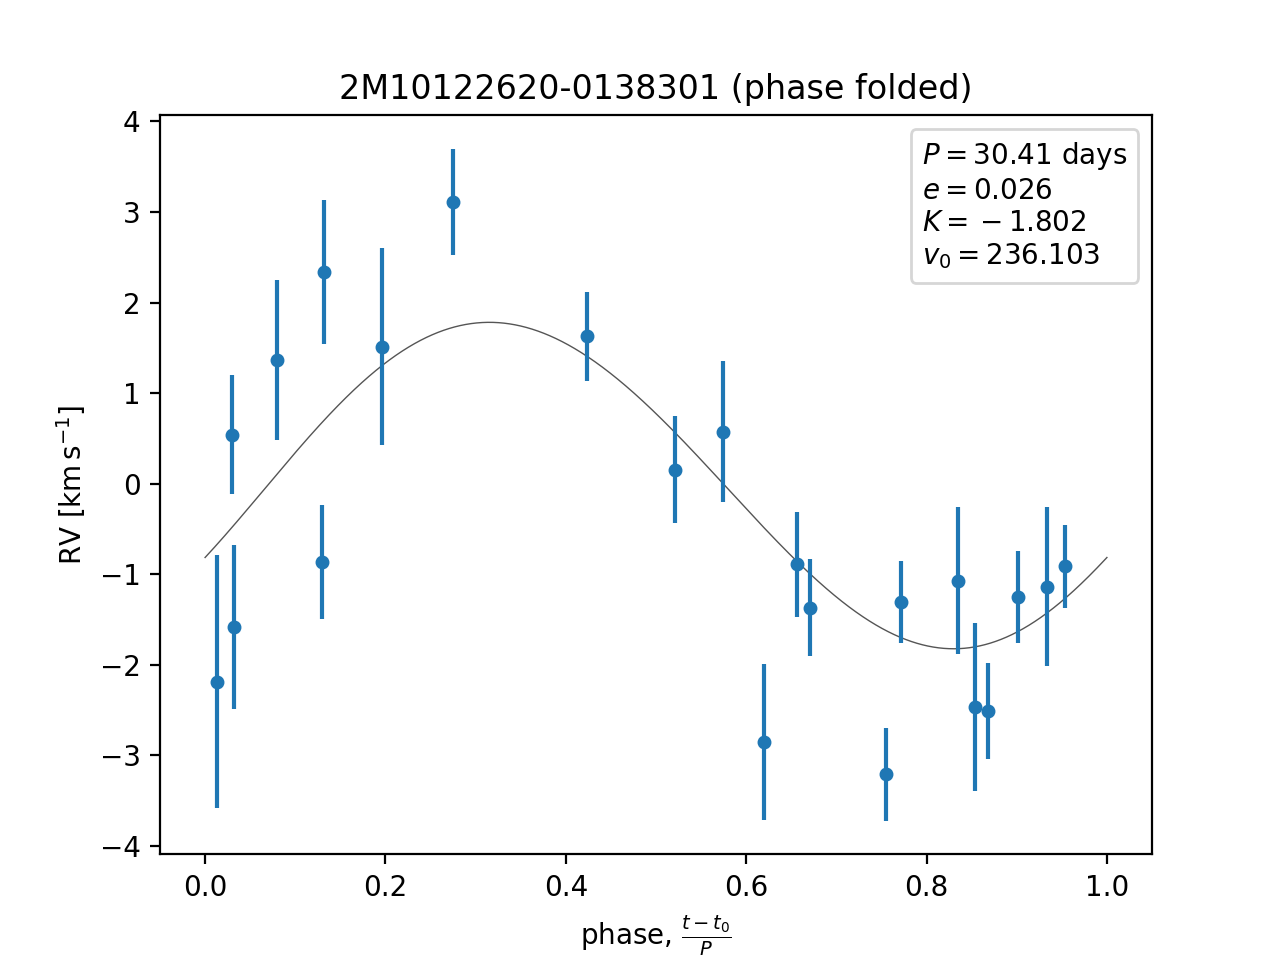 2M10122620-0138301 (phase folded)
P = 30.41 days
e = 0.026
K = −1.802
v₀ = 236.103
RV [km s⁻¹]
4
3
2
1
0
−1
−2
−3
−4
0.0 0.2 0.4 0.6 0.8 1.0
phase, (t − t₀)/P